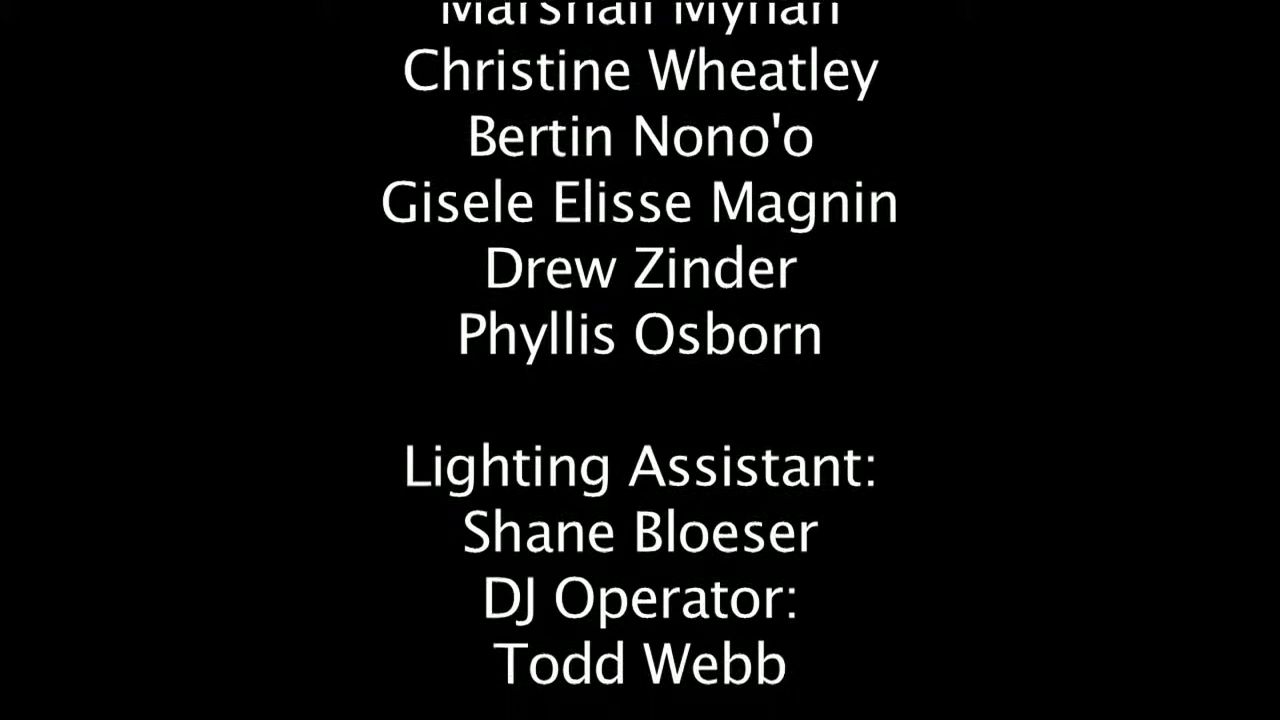 Marshall
Christine Wheatley
Bertin Nono'o
Gisele Elisse Magnin
Drew Zinder
Phyllis Osborn
Lighting Assistant:
Shane Bloeser
DJ Operator:
Todd Webb